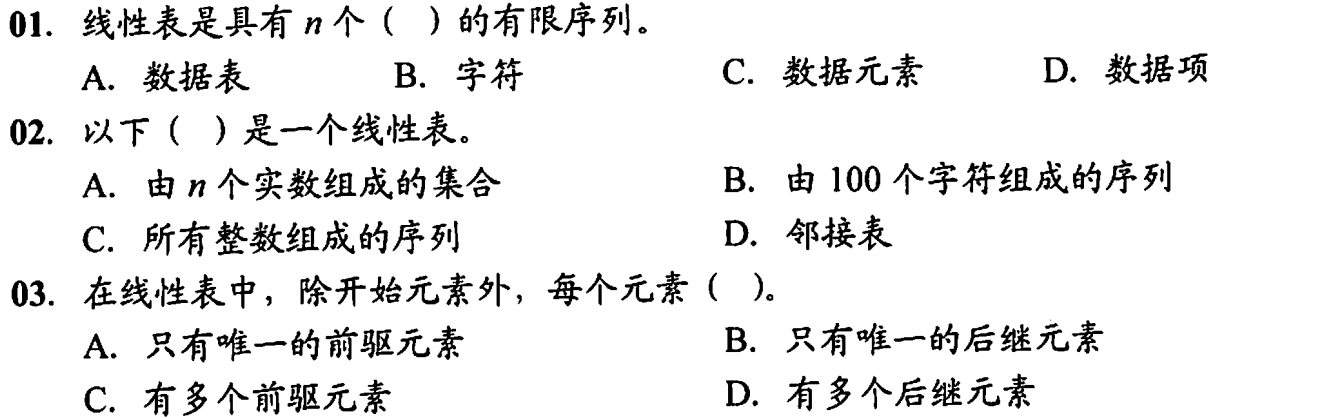 01. 线性表是具有 n 个（ ）的有限序列。
A. 数据表 B. 字符 C. 数据元素 D. 数据项
02. 以下（ ）是一个线性表。
A. 由 n 个实数组成的集合 B. 由 100 个字符组成的序列
C. 所有整数组成的序列 D. 邻接表
03. 在线性表中，除开始元素外，每个元素（ ）。
A. 只有唯一的前驱元素 B. 只有唯一的后继元素
C. 有多个前驱元素 D. 有多个后继元素